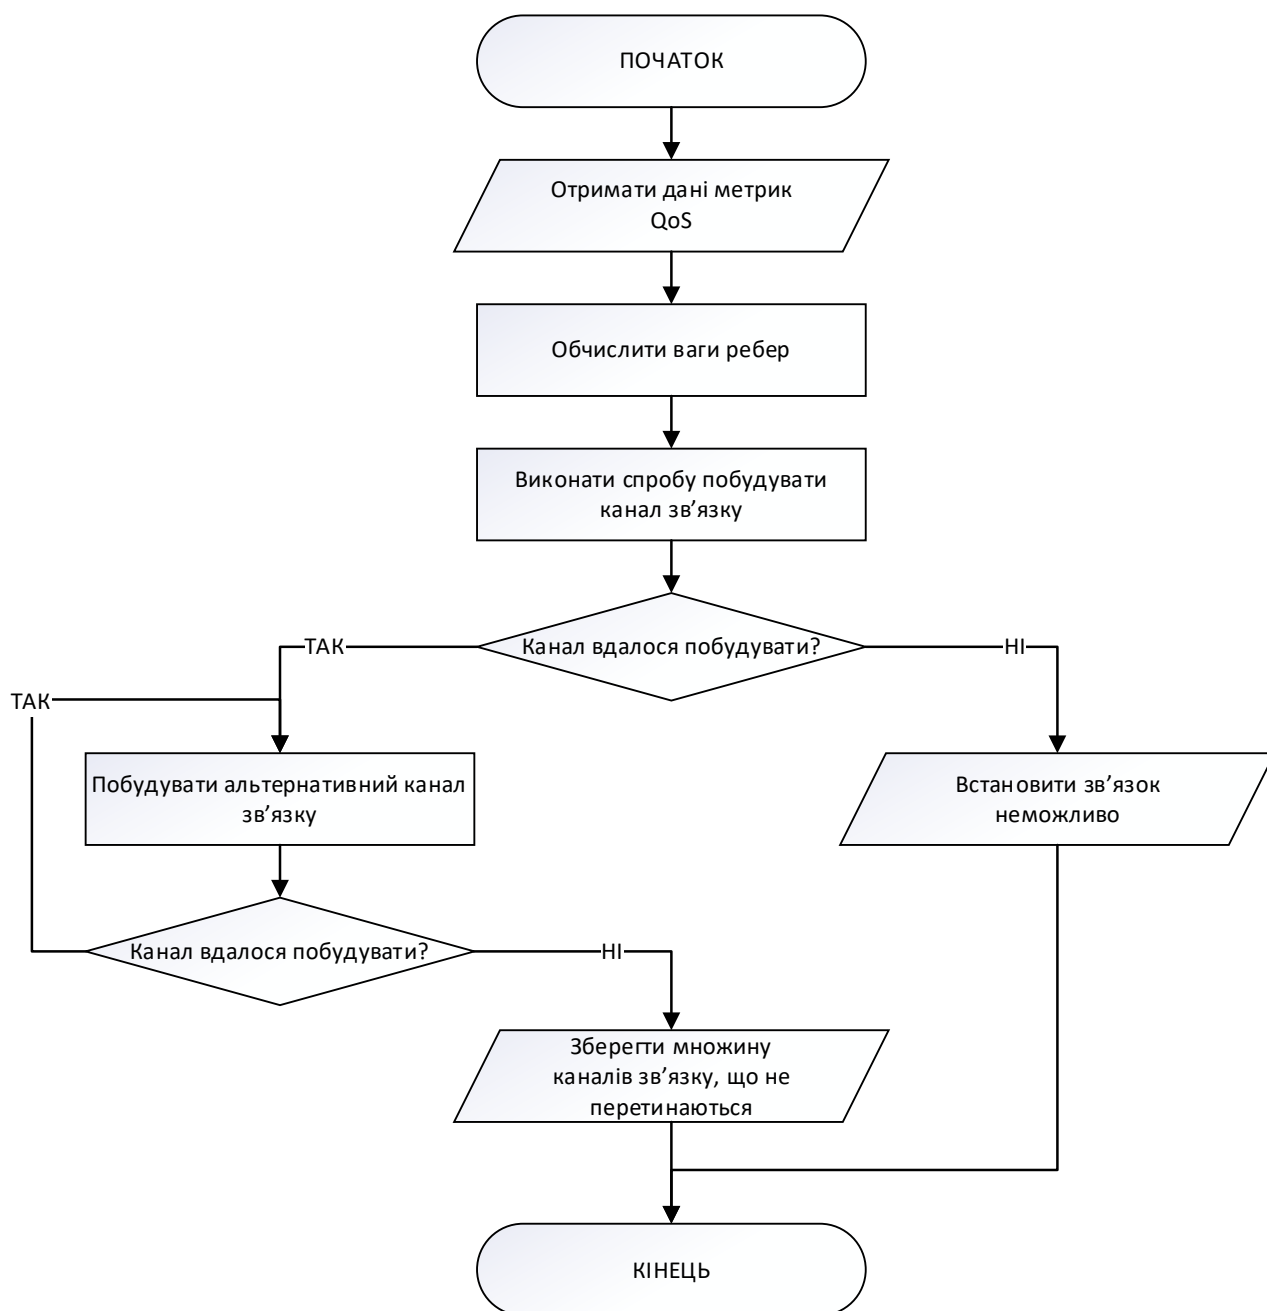 ПОЧАТОК
Отримати дані метрик
QoS
Обчислити ваги ребер
Виконати спробу побудувати
канал зв’язку
Канал вдалося побудувати?
ТАК
НІ
ТАК
Побудувати альтернативний канал
зв’язку
Встановити зв’язок
неможливо
Канал вдалося побудувати?
НІ
Зберегти множину
каналів зв’язку, що не
перетинаються
КІНЕЦЬ